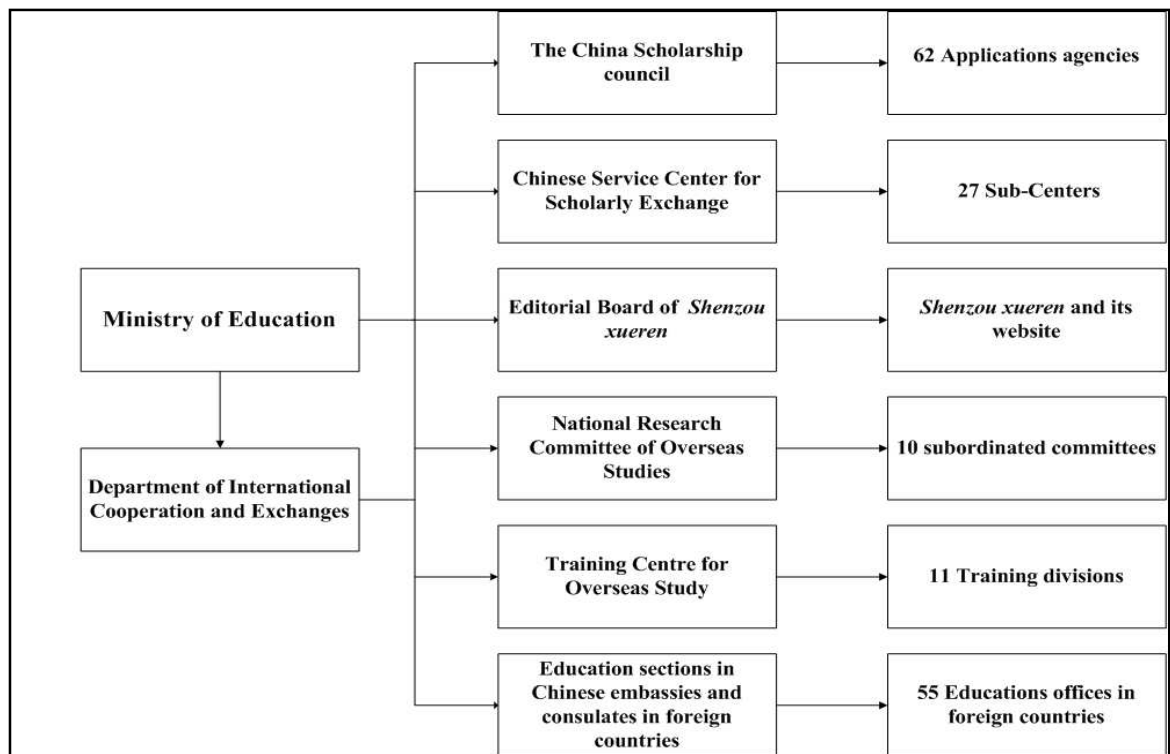 The China Scholarship
council
62 Applications agencies
Chinese Service Center for
Scholarly Exchange
27 Sub-Centers
Ministry of Education
Editorial Board of Shenzou
xueren
Shenzou xueren and its
website
Department of International
Cooperation and Exchanges
National Research
Committee of Overseas
Studies
10 subordinated committees
Training Centre for
Overseas Study
11 Training divisions
Education sections in
Chinese embassies and
consulates in foreign
countries
55 Educations offices in
foreign countries